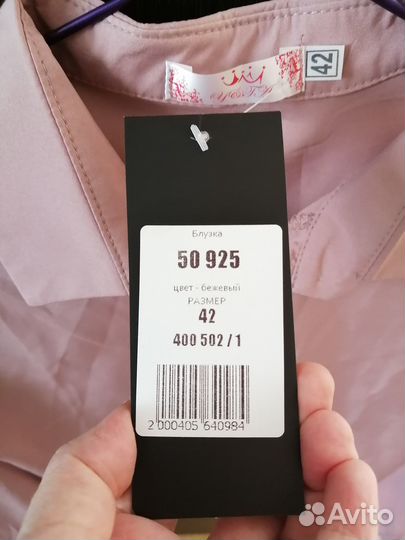 42
Блузка
50 925
цвет - бежевый
РАЗМЕР
42
400 502 / 1
2 000405 640984
Avito